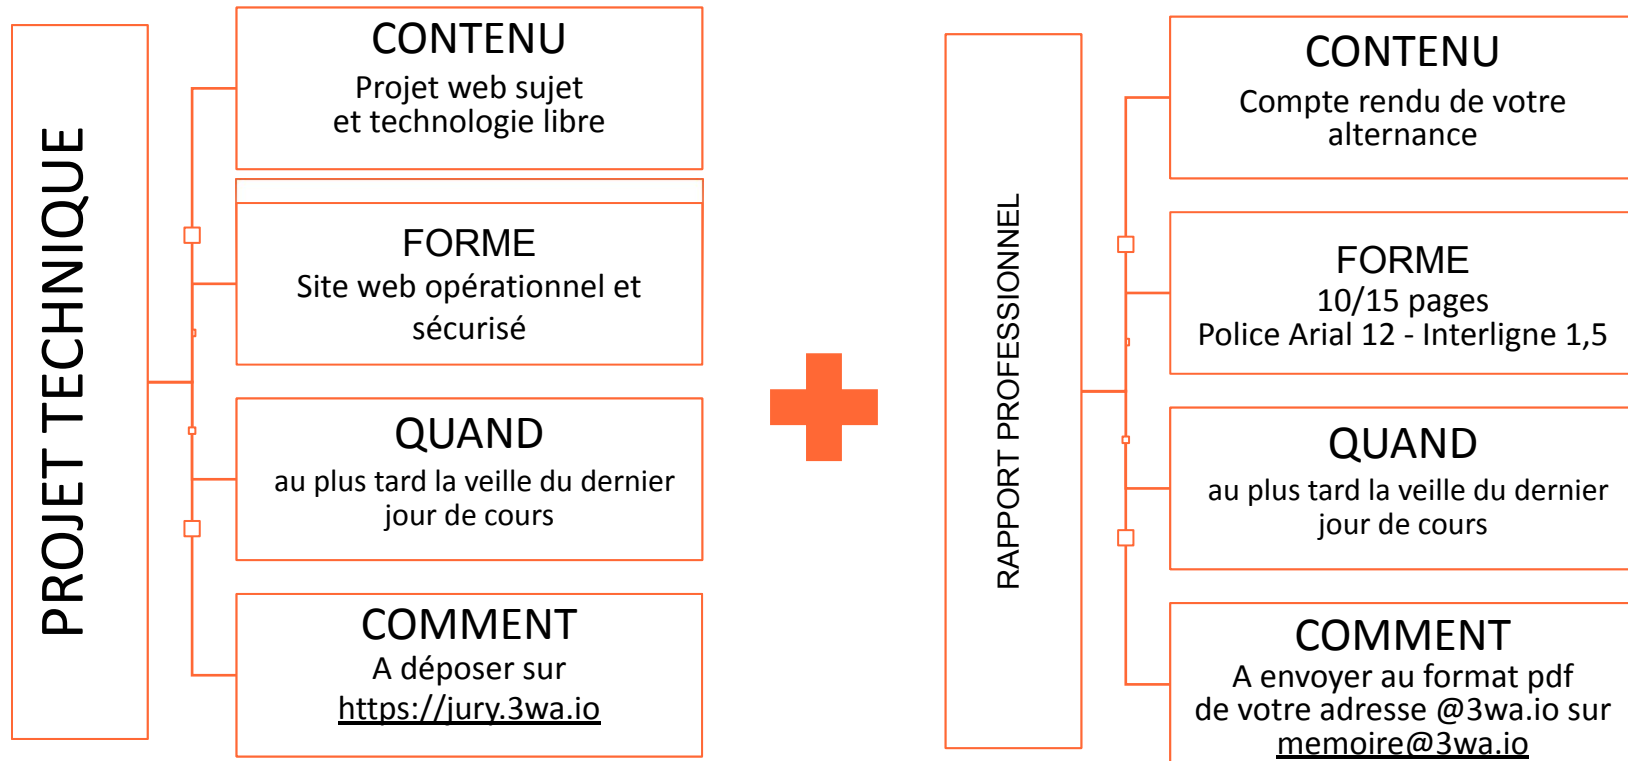 PROJET TECHNIQUE
CONTENU
Projet web sujet
et technologie libre
FORME
Site web opérationnel et
sécurisé
QUAND
au plus tard la veille du dernier
jour de cours
COMMENT
A déposer sur
https://jury.3wa.io
RAPPORT PROFESSIONNEL
CONTENU
Compte rendu de votre
alternance
FORME
10/15 pages
Police Arial 12 - Interligne 1,5
QUAND
au plus tard la veille du dernier
jour de cours
COMMENT
A envoyer au format pdf
de votre adresse @3wa.io sur
memoire@3wa.io